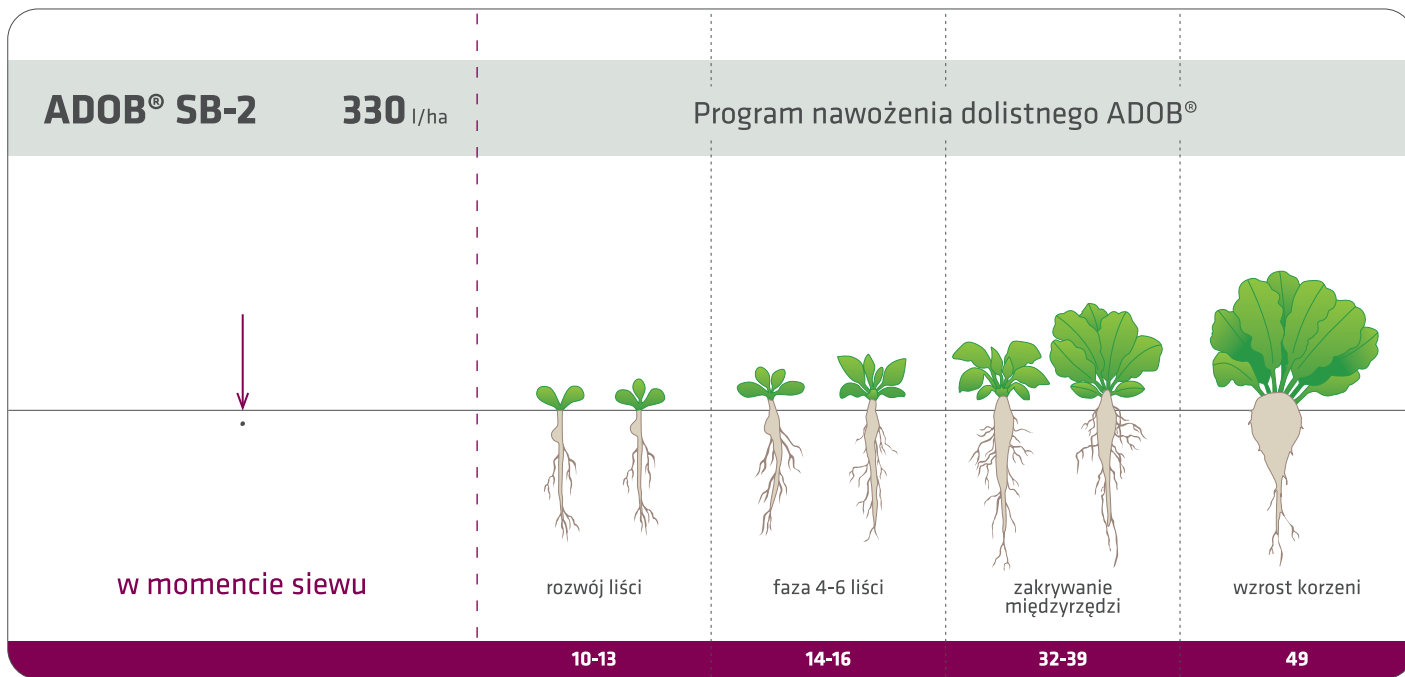 ADOB® SB-2 330 l/ha
Program nawożenia dolistnego ADOB®
w momencie siewu
rozwój liści
faza 4-6 liści
zakrywanie
międzyrzędzi
wzrost korzeni
10-13
14-16
32-39
49